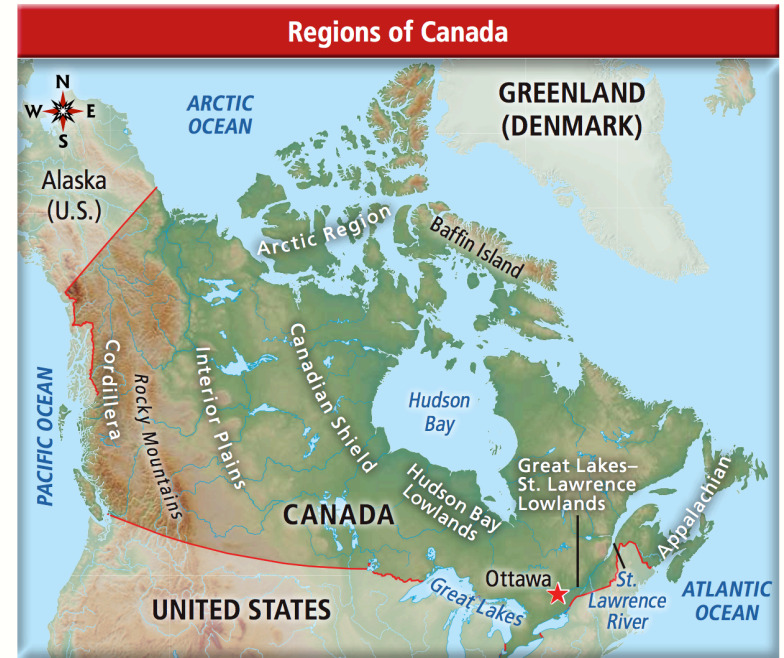 Regions of Canada
N
W
E
S
ARCTIC
OCEAN
GREENLAND
(DENMARK)
Alaska
(U.S.)
Arctic Region
Baffin Island
PACIFIC OCEAN
Cordillera
Rocky Mountains
Interior Plains
Canadian Shield
Hudson
Bay
Hudson Bay
Lowlands
Great Lakes–
St. Lawrence
Lowlands
Appalachian
CANADA
Ottawa
Great Lakes
St.
Lawrence
River
ATLANTIC
OCEAN
UNITED STATES